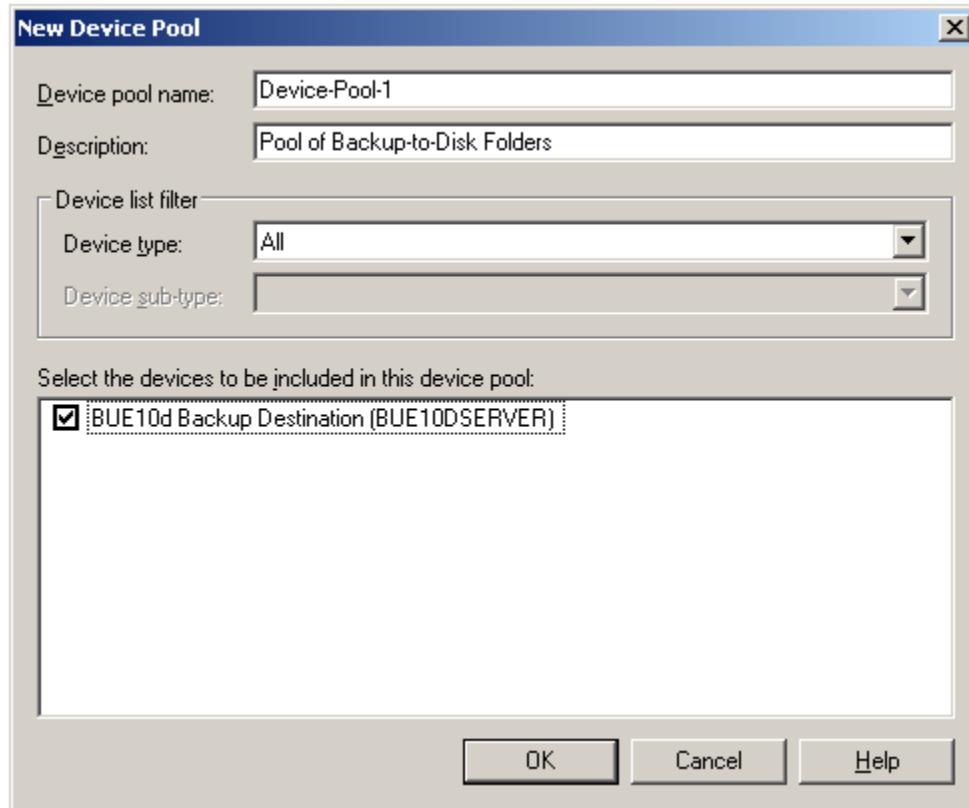 New Device Pool
Device pool name: Device-Pool-1
Description: Pool of Backup-to-Disk Folders
Device list filter
Device type: All
Device sub-type:
Select the devices to be included in this device pool:
BUE10d Backup Destination (BUE10DSERVER)
OK Cancel Help